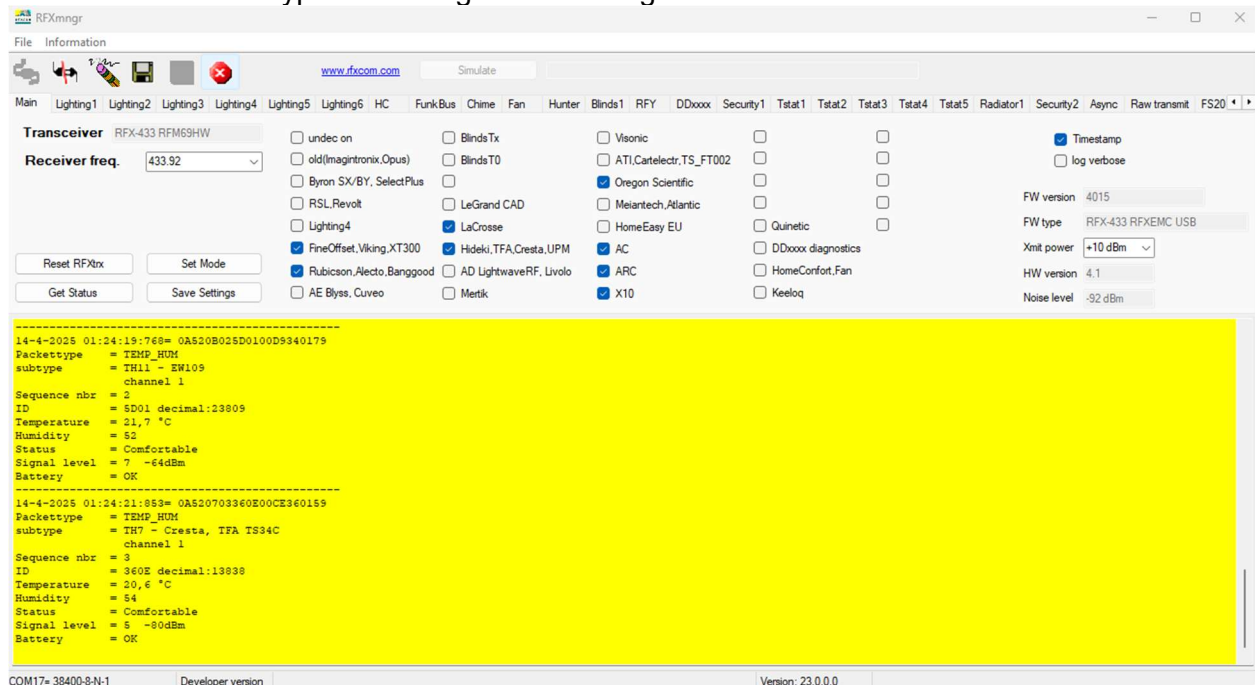 RFXmngr
File Information
www.rfxcom.com Simulate
Main Lighting1 Lighting2 Lighting3 Lighting4 Lighting5 Lighting6 HC FunkBus Chime Fan Hunter Blinds1 RFY DDxxxx Security1 Tstat1 Tstat2 Tstat3 Tstat4 Tstat5 Radiator1 Security2 Async Raw transmit FS20
Transceiver RFX-433 RFM69HW
Receiver freq. 433.92
Reset RFXtrx Set Mode
Get Status Save Settings
undec on
old(Imagintronix,Opus)
Byron SX/BY, SelectPlus
RSL,Revolt
Lighting4
FineOffset,Viking,XT300
Rubicson,Alecto,Banggood
AE Blyss, Cuveo
BlindsTx
BlindsT0
LeGrand CAD
LaCrosse
Hideki,TFA,Cresta,UPM
AD LightwaveRF, Livolo
Mertik
Visonic
ATI,Cartelectr,TS_FT002
Oregon Scientific
Meiantech,Atlantic
HomeEasy EU
AC
ARC
X10
Quinetic
DDxxxx diagnostics
HomeConfort,Fan
Keeloq
Timestamp
log verbose
FW version 4015
FW type RFX-433 RFXEMC USB
Xmit power +10 dBm
HW version 4.1
Noise level -92 dBm
------------------------------------------------
14-4-2025 01:24:19:768= 0A520B025D0100D9340179
Packettype = TEMP_HUM
subtype = TH11 - EW109
channel 1
Sequence nbr = 2
ID = 5D01 decimal:23809
Temperature = 21,7 °C
Humidity = 52
Status = Comfortable
Signal level = 7 -64dBm
Battery = OK
------------------------------------------------
14-4-2025 01:24:21:853= 0A520703360E00CE360159
Packettype = TEMP_HUM
subtype = TH7 - Cresta, TFA TS34C
channel 1
Sequence nbr = 3
ID = 360E decimal:13838
Temperature = 20,6 °C
Humidity = 54
Status = Comfortable
Signal level = 5 -80dBm
Battery = OK
COM17= 38400-8-N-1 Developer version Version: 23.0.0.0